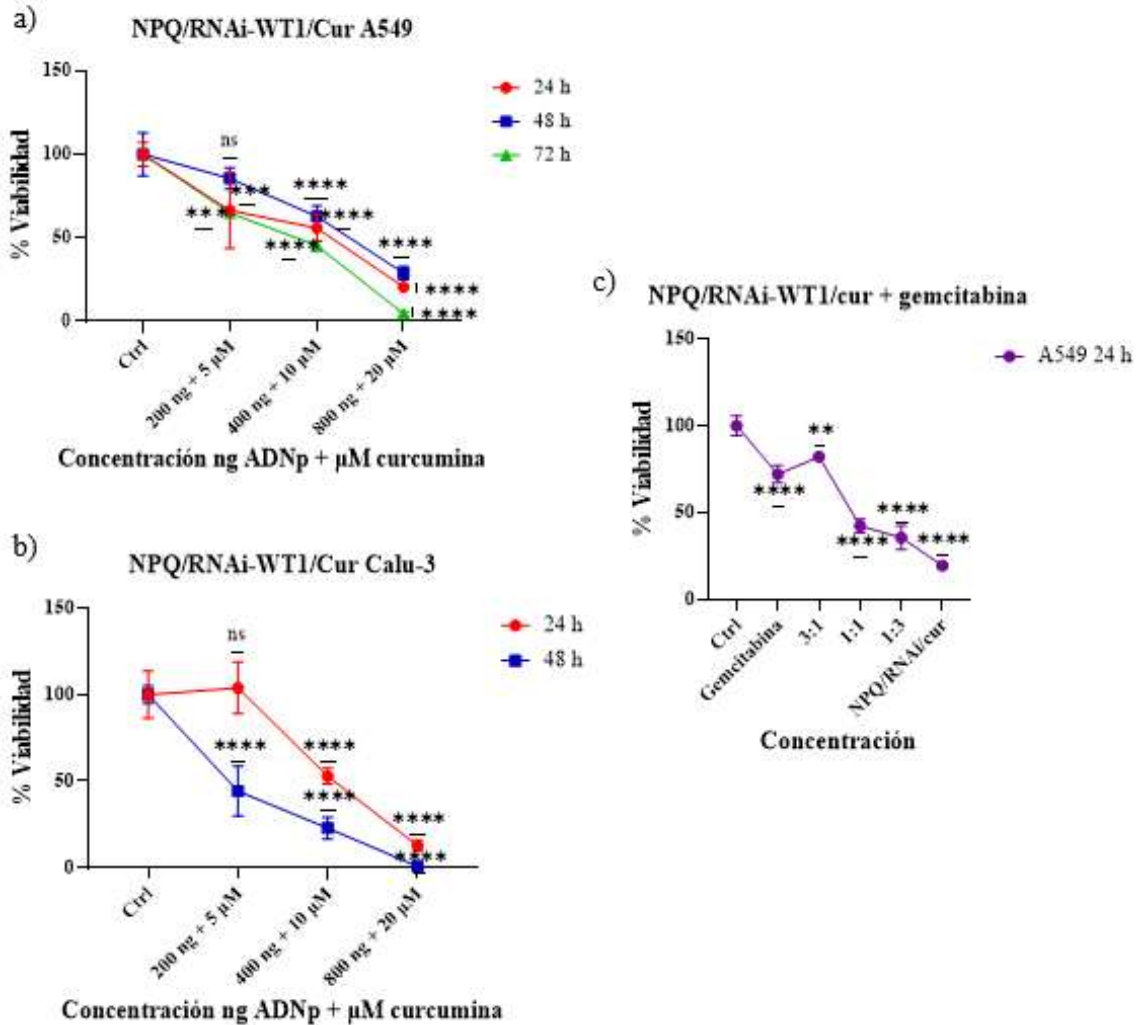 a)
NPQ/RNAi-WT1/Cur A549
150
100
50
0
% Viabilidad
24 h
48 h
72 h
ns
***
***
****
****
****
****
****
****
Ctrl
200 ng + 5 µM
400 ng + 10 µM
800 ng + 20 µM
Concentración ng ADNp + µM curcumina
b)
NPQ/RNAi-WT1/Cur Calu-3
150
100
50
0
% Viabilidad
24 h
48 h
ns
****
****
****
****
****
Ctrl
200 ng + 5 µM
400 ng + 10 µM
800 ng + 20 µM
Concentración ng ADNp + µM curcumina
c)
NPQ/RNAi-WT1/cur + gemcitabina
150
100
50
0
% Viabilidad
A549 24 h
**
****
****
****
****
Ctrl
Gemcitabina
3:1
1:1
1:3
NPQ/RNAi/cur
Concentración